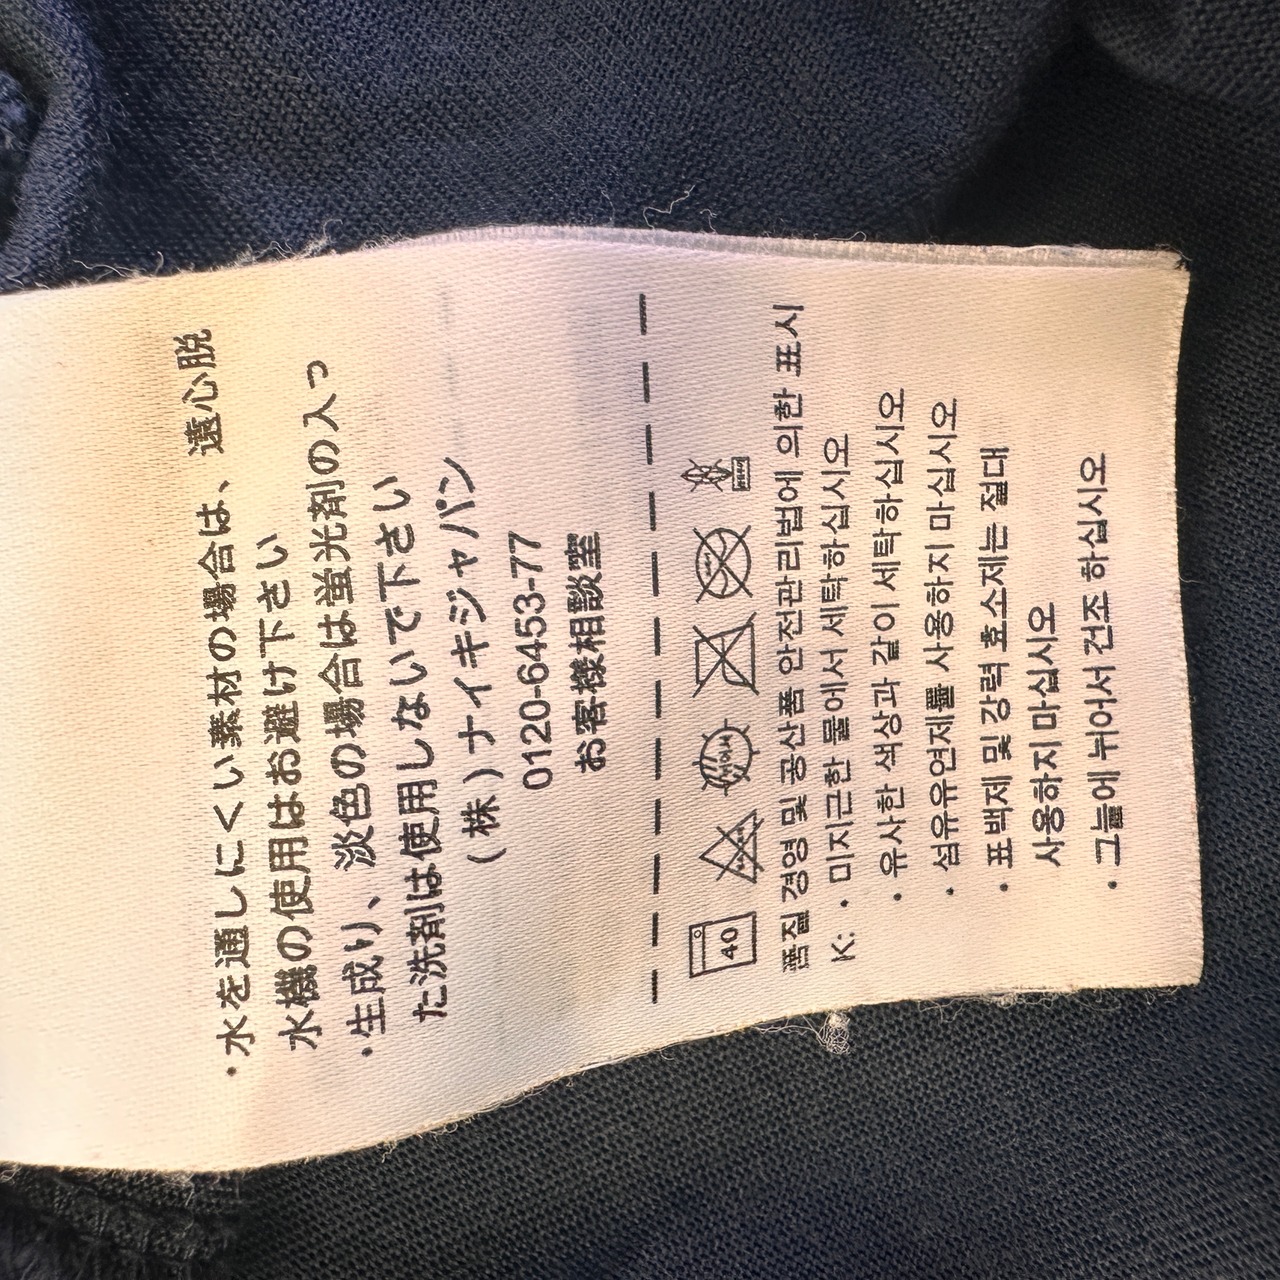 ・水を通しにくい素材の場合は、遠心脱
水機の使用はお避け下さい
・生成り、淡色の場合は蛍光剤の入っ
た洗剤は使用しないで下さい
(株)ナイキジャパン
0120-6453-77
お客様相談室
40
품질 경영 및 공산품 안전관리법에 의한 표시
K: ・미지근한 물에서 세탁하십시오
・유사한 색상과 같이 세탁하십시오
・섬유유연제를 사용하지 마십시오
・표백제 및 강력 효소제는 절대
사용하지 마십시오
・그늘에 뉘어서 건조 하십시오